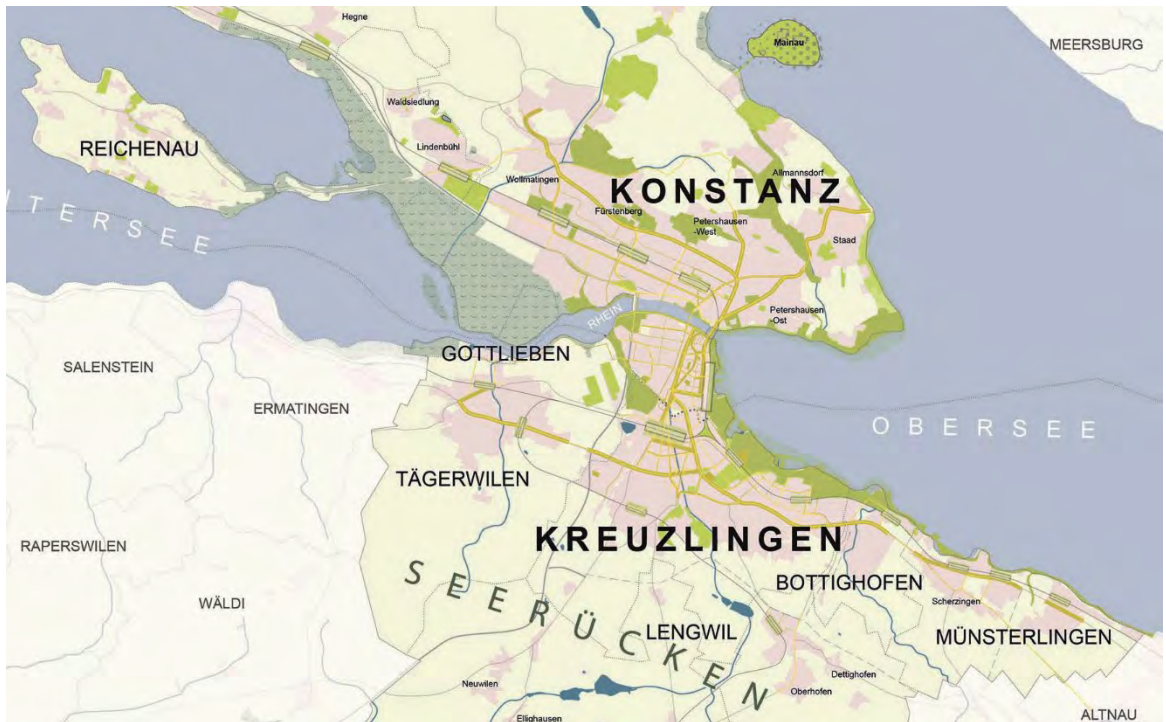 Hegne
Mainau
MEERSBURG
Waldsiedlung
REICHENAU
Lindenbühl
Wollmatingen
KONSTANZ
Allmannsdorf
Fürstenberg
Petershausen
-West
Staad
NTERSEE
RHEIN
Petershausen
-Ost
GOTTLIEBEN
SALENSTEIN
ERMATINGEN
OBERSEE
TÄGERWILEN
KREUZLINGEN
RAPERSWILEN
WÄLDI
SEERÜCKEN
BOTTIGHOFEN
Scherzingen
LENGWIL
MÜNSTERLINGEN
Dettighofen
Neuwilen
Oberhofen
Ellighausen
ALTNAU